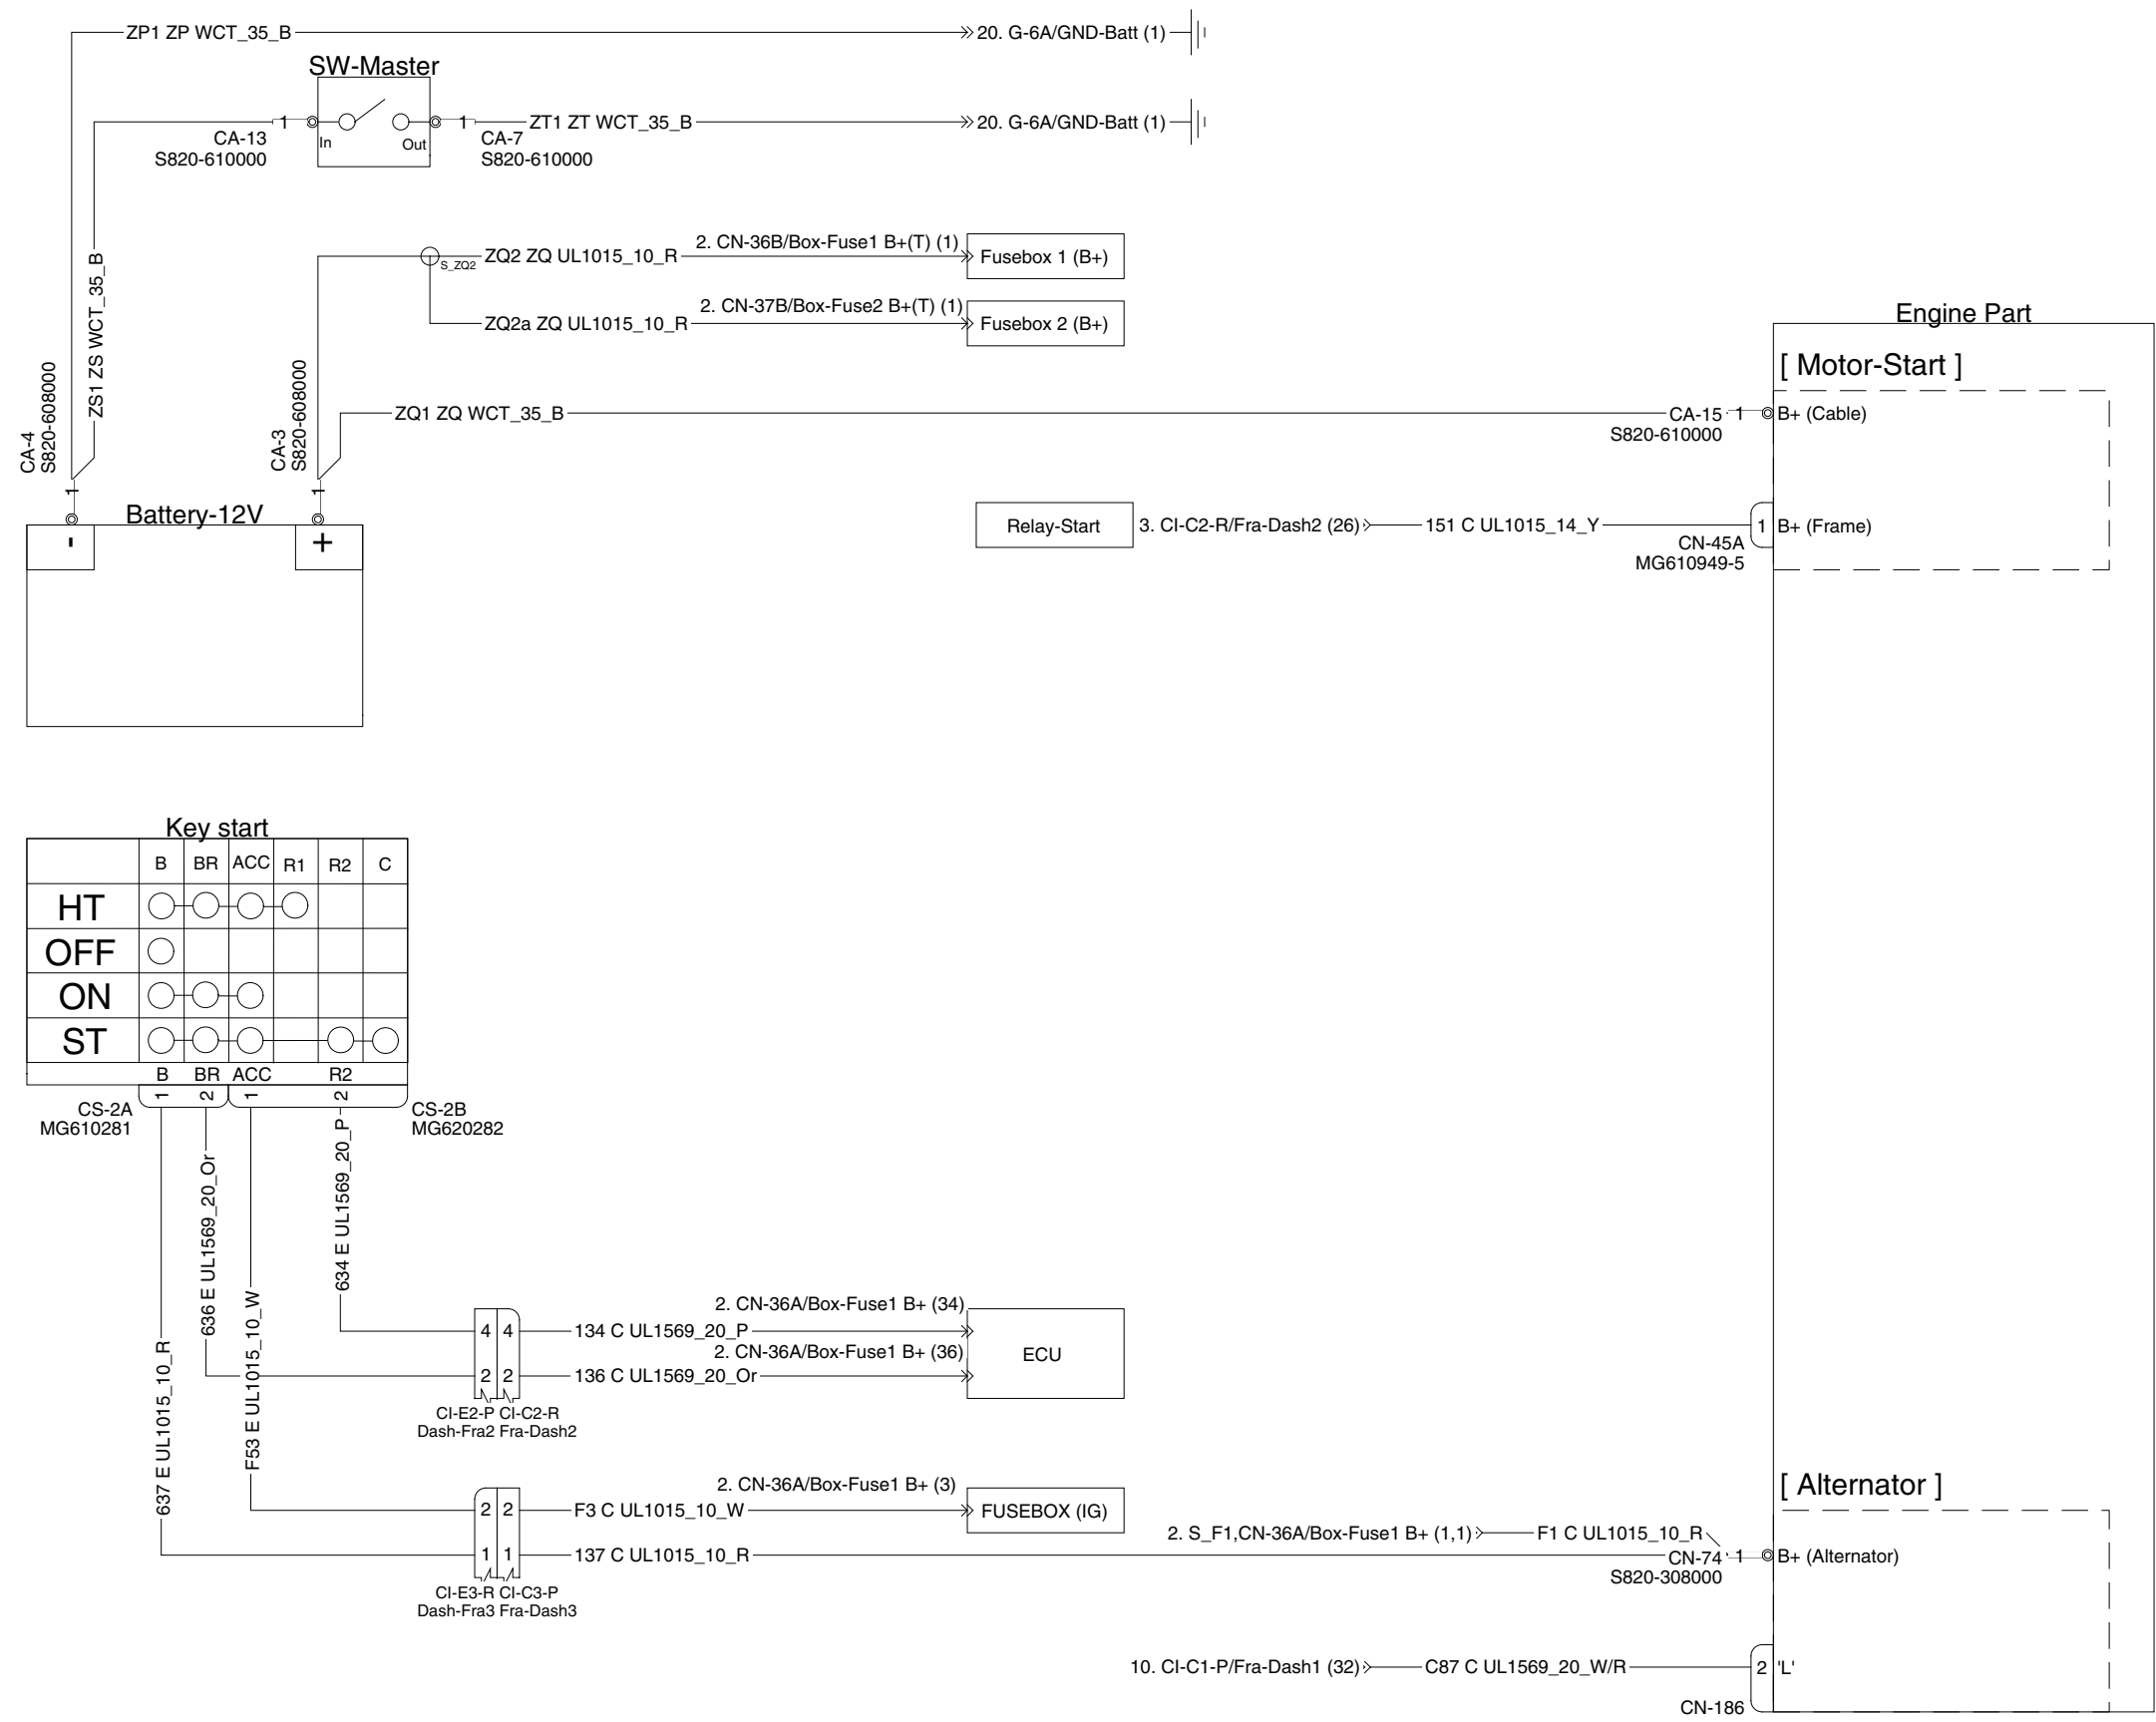 ZP1 ZP WCT_35_B
20. G-6A/GND-Batt (1)
SW-Master
1
In
Out
1
CA-13
S820-610000
CA-7
S820-610000
ZT1 ZT WCT_35_B
20. G-6A/GND-Batt (1)
ZS1 ZS WCT_35_B
S_ZQ2
ZQ2 ZQ UL1015_10_R
2. CN-36B/Box-Fuse1 B+(T) (1)
Fusebox 1 (B+)
ZQ2a ZQ UL1015_10_R
2. CN-37B/Box-Fuse2 B+(T) (1)
Fusebox 2 (B+)
Engine Part
[ Motor-Start ]
CA-4
S820-608000
CA-3
S820-608000
ZQ1 ZQ WCT_35_B
CA-15
S820-610000
1
B+ (Cable)
1
1
Battery-12V
-
+
Relay-Start
3. CI-C2-R/Fra-Dash2 (26)
151 C UL1015_14_Y
1
B+ (Frame)
CN-45A
MG610949-5
Key start
B BR ACC R1 R2 C
HT
OFF
ON
ST
B BR ACC R2
1 2 1 2
CS-2A
MG610281
CS-2B
MG620282
637 E UL1015_10_R
636 E UL1569_20_Or
F53 E UL1015_10_W
634 E UL1569_20_P
2. CN-36A/Box-Fuse1 B+ (34)
4 4
134 C UL1569_20_P
2. CN-36A/Box-Fuse1 B+ (36)
2 2
136 C UL1569_20_Or
ECU
CI-E2-P CI-C2-R
Dash-Fra2 Fra-Dash2
2. CN-36A/Box-Fuse1 B+ (3)
2 2
F3 C UL1015_10_W
FUSEBOX (IG)
1 1
137 C UL1015_10_R
CI-E3-R CI-C3-P
Dash-Fra3 Fra-Dash3
[ Alternator ]
2. S_F1,CN-36A/Box-Fuse1 B+ (1,1)
F1 C UL1015_10_R
CN-74
S820-308000
1
B+ (Alternator)
10. CI-C1-P/Fra-Dash1 (32)
C87 C UL1569_20_W/R
2
'L'
CN-186